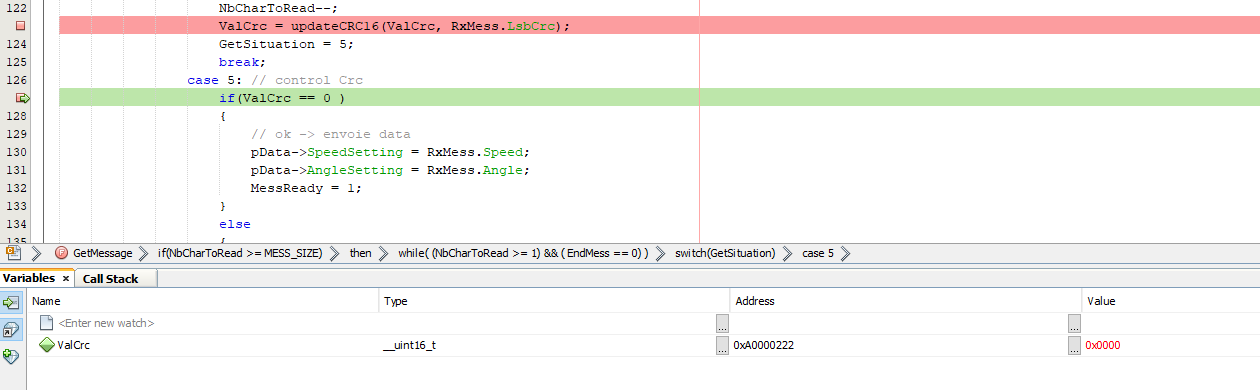 122 NbCharToRead--;
ValCrc = updateCRC16(ValCrc, RxMess.LsbCrc);
124 GetSituation = 5;
125 break;
126 case 5: // control Crc
if(ValCrc == 0 )
128 {
129 // ok -> envoie data
130 pData->SpeedSetting = RxMess.Speed;
131 pData->AngleSetting = RxMess.Angle;
132 MessReady = 1;
133 }
134 else
135 {
GetMessage if(NbCharToRead >= MESS_SIZE) then while( (NbCharToRead >= 1) && ( EndMess == 0) ) switch(GetSituation) case 5
Variables × Call Stack
Name Type Address Value
<Enter new watch> ... ...
ValCrc __uint16_t ... 0xA0000222 ... 0x0000